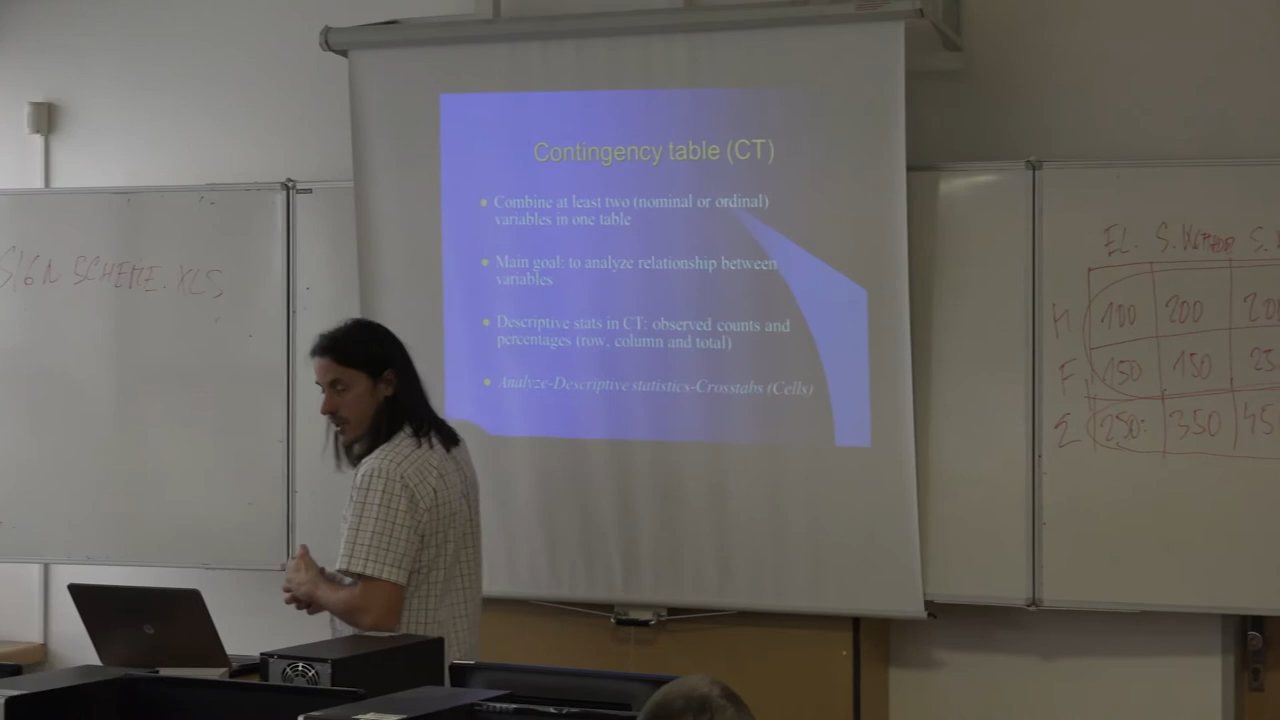 SIGN SCHEME.XLS
Contingency table (CT)
Combine at least two (nominal or ordinal)
variables in one table
Main goal: to analyze relationship between
variables
Descriptive stats in CT: observed counts and
percentages (row, column and total)
Analyze-Descriptive statistics-Crosstabs (Cells)
EL. S.
100 200
F 150 150
Σ 250 350